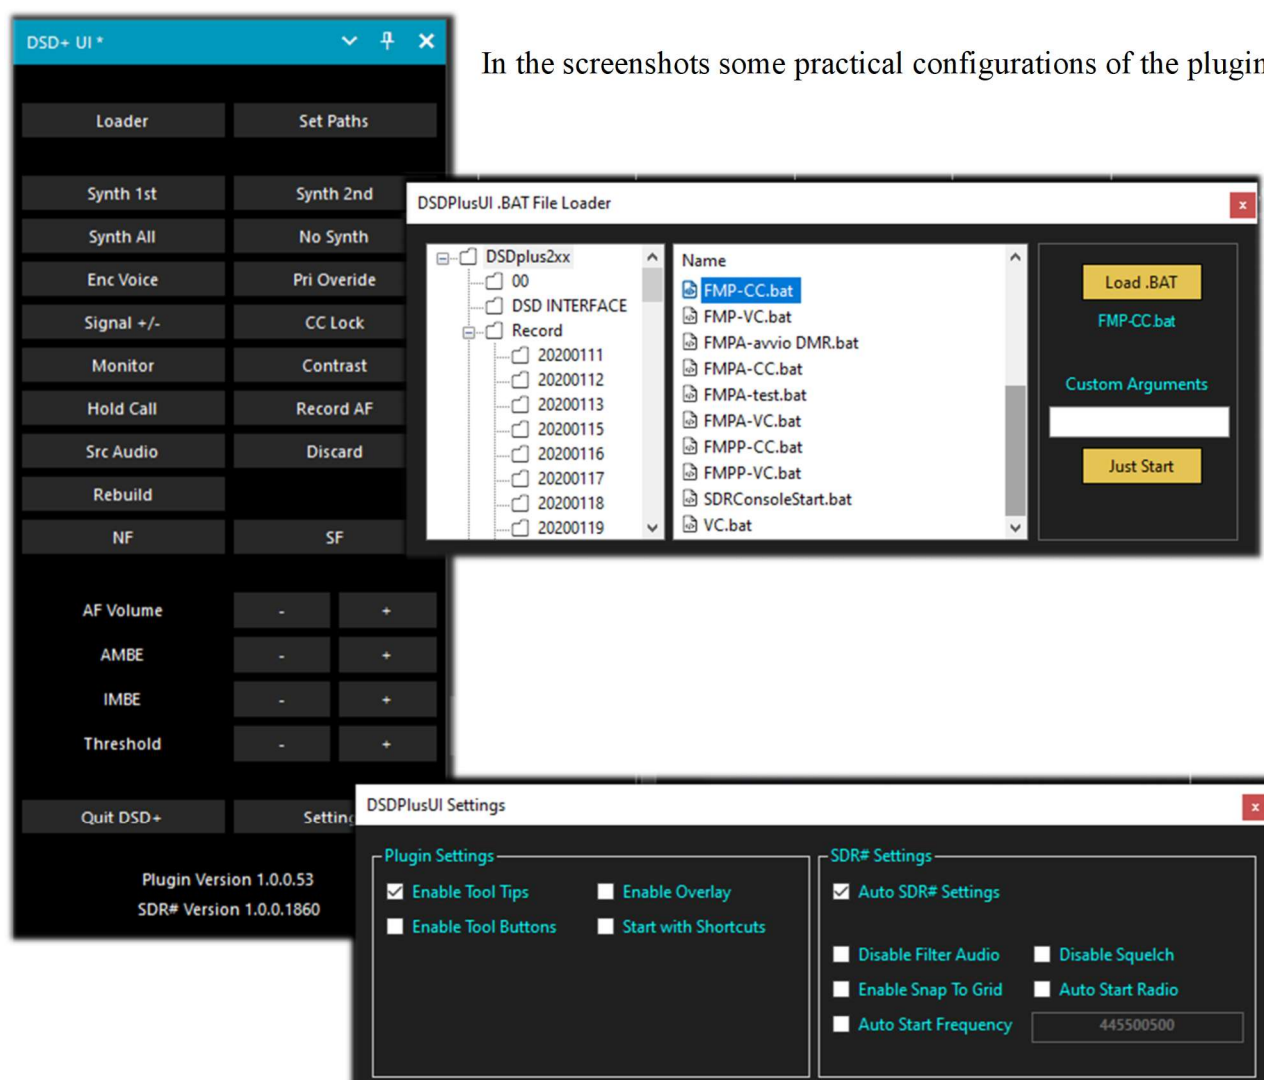 DSD+ UI *
In the screenshots some practical configurations of the plugin
Loader
Set Paths
Synth 1st
Synth 2nd
Synth All
No Synth
Enc Voice
Pri Overide
Signal +/-
CC Lock
Monitor
Contrast
Hold Call
Record AF
Src Audio
Discard
Rebuild
NF
SF
AF Volume
-
+
AMBE
-
+
IMBE
-
+
Threshold
-
+
Quit DSD+
Setting
Plugin Version 1.0.0.53
SDR# Version 1.0.0.1860
DSDPlusUI .BAT File Loader
x
DSDplus2xx
00
DSD INTERFACE
Record
20200111
20200112
20200113
20200115
20200116
20200117
20200118
20200119
Name
FMP-CC.bat
FMP-VC.bat
FMPA-avvio DMR.bat
FMPA-CC.bat
FMPA-test.bat
FMPA-VC.bat
FMPP-CC.bat
FMPP-VC.bat
SDRConsoleStart.bat
VC.bat
Load .BAT
FMP-CC.bat
Custom Arguments
Just Start
DSDPlusUI Settings
x
Plugin Settings
Enable Tool Tips
Enable Overlay
Enable Tool Buttons
Start with Shortcuts
SDR# Settings
Auto SDR# Settings
Disable Filter Audio
Disable Squelch
Enable Snap To Grid
Auto Start Radio
Auto Start Frequency
445500500